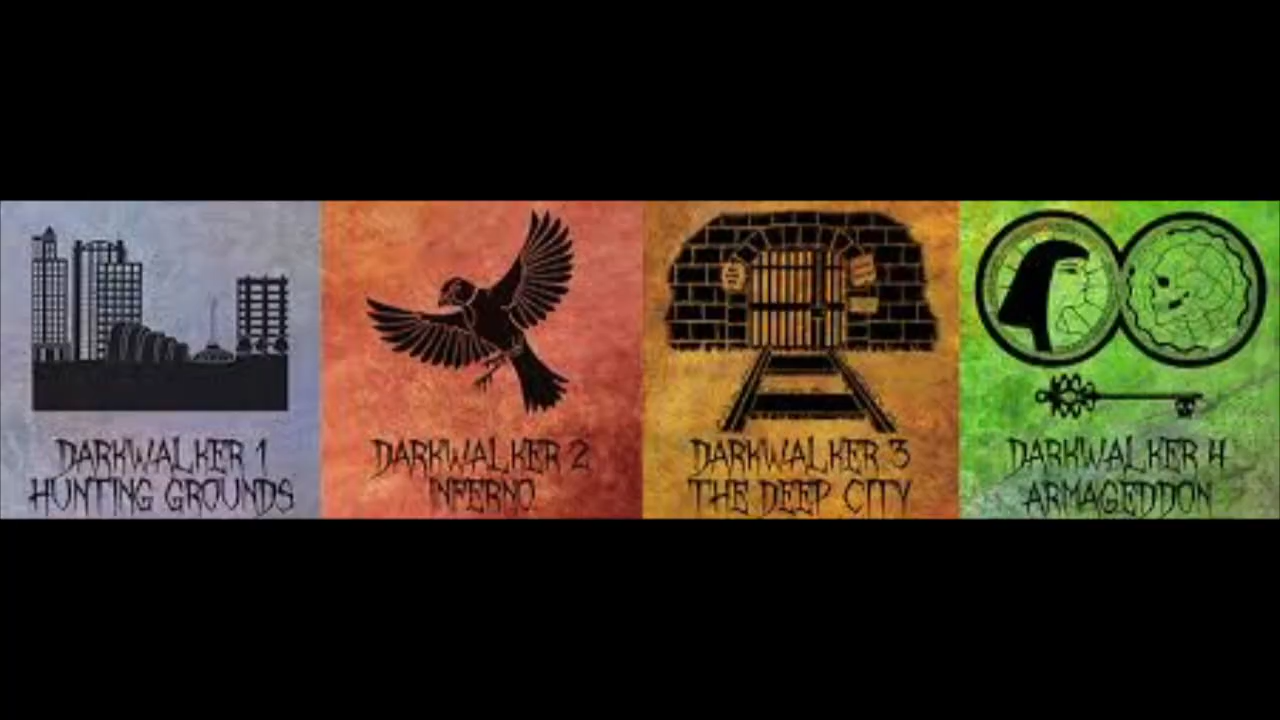 DARKWALKER 1
HUNTING GROUNDS
DARKWALKER 2
INFERNO
DARKWALKER 3
THE DEEP CITY
DARKWALKER 4
ARMAGEDDON